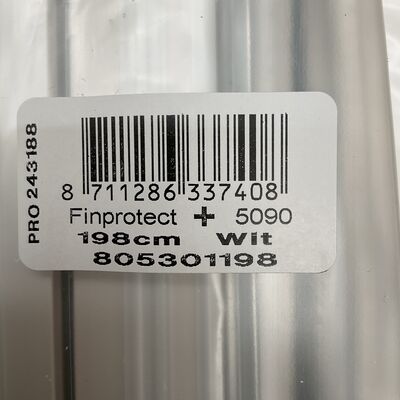 PRO 243188
8 711286 337408
Finprotect + 5090
198cm Wit
805301198